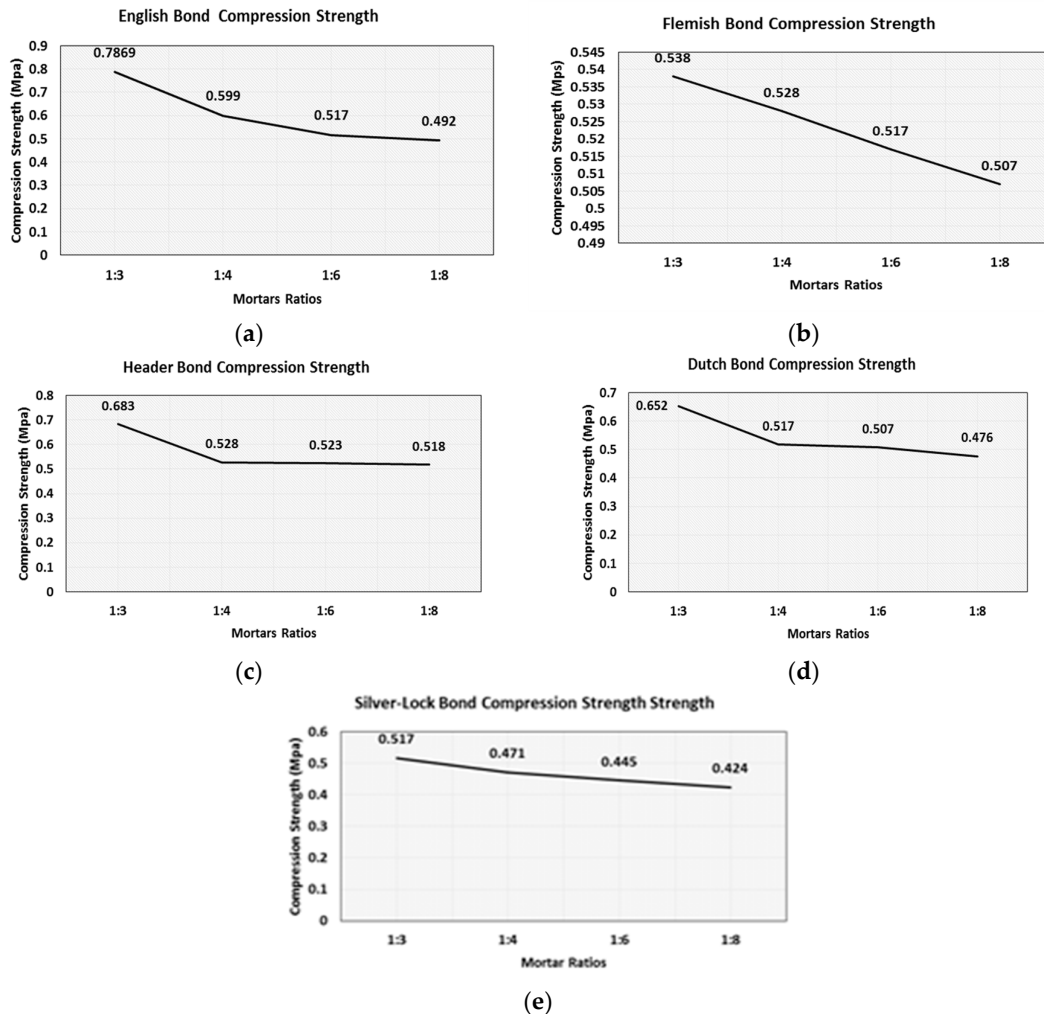 English Bond Compression Strength
Compression Strength (Mpa)
0.9
0.8
0.7
0.6
0.5
0.4
0.3
0.2
0.1
0
0.7869
0.599
0.517
0.492
1:3 1:4 1:6 1:8
Mortars Ratios
(a)
Flemish Bond Compression Strength
Compression Strength (Mps)
0.545
0.54
0.535
0.53
0.525
0.52
0.515
0.51
0.505
0.5
0.495
0.49
0.538
0.528
0.517
0.507
1:3 1:4 1:6 1:8
Mortars Ratios
(b)
Header Bond Compression Strength
Compression Strength (Mpa)
0.8
0.7
0.6
0.5
0.4
0.3
0.2
0.1
0
0.683
0.528
0.523
0.518
1:3 1:4 1:6 1:8
Mortars Ratios
(c)
Dutch Bond Compression Strength
Compression Strength (Mpa)
0.7
0.6
0.5
0.4
0.3
0.2
0.1
0
0.652
0.517
0.507
0.476
1:3 1:4 1:6 1:8
Mortars Ratios
(d)
Silver-Lock Bond Compression Strength Strength
Compression Strength (Mpa)
0.6
0.5
0.4
0.3
0.2
0.1
0
0.517
0.471
0.445
0.424
1:3 1:4 1:6 1:8
Mortar Ratios
(e)